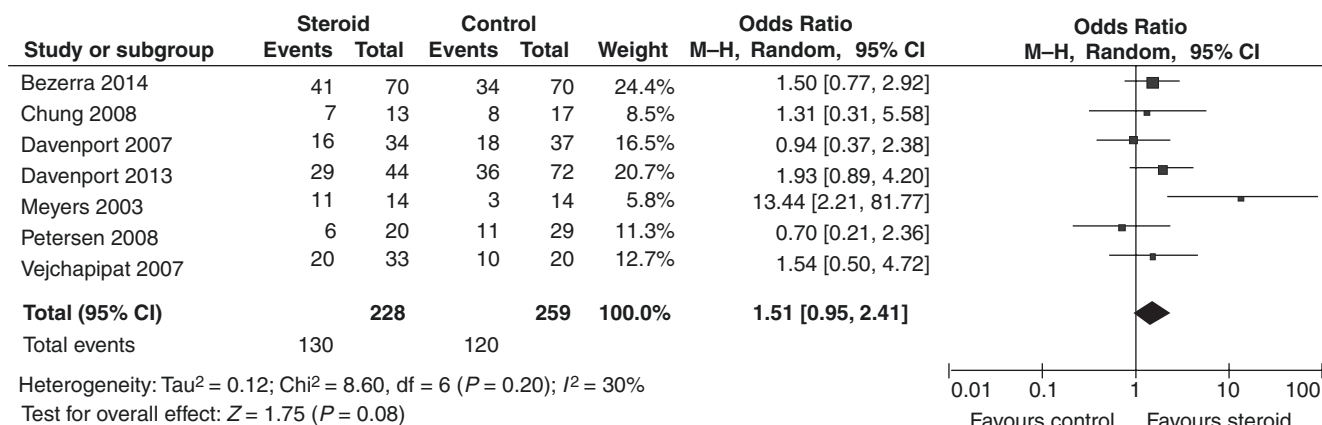 Steroid Control Odds Ratio Odds Ratio
Study or subgroup Events Total Events Total Weight M–H, Random, 95% CI M–H, Random, 95% CI
Bezerra 2014 41 70 34 70 24.4% 1.50 [0.77, 2.92]
Chung 2008 7 13 8 17 8.5% 1.31 [0.31, 5.58]
Davenport 2007 16 34 18 37 16.5% 0.94 [0.37, 2.38]
Davenport 2013 29 44 36 72 20.7% 1.93 [0.89, 4.20]
Meyers 2003 11 14 3 14 5.8% 13.44 [2.21, 81.77]
Petersen 2008 6 20 11 29 11.3% 0.70 [0.21, 2.36]
Vejchapipat 2007 20 33 10 20 12.7% 1.54 [0.50, 4.72]
Total (95% CI) 228 259 100.0% 1.51 [0.95, 2.41]
Total events 130 120
Heterogeneity: Tau² = 0.12; Chi² = 8.60, df = 6 (P = 0.20); I² = 30%
Test for overall effect: Z = 1.75 (P = 0.08)
0.01 0.1 1 10 100
Favours control Favours steroid